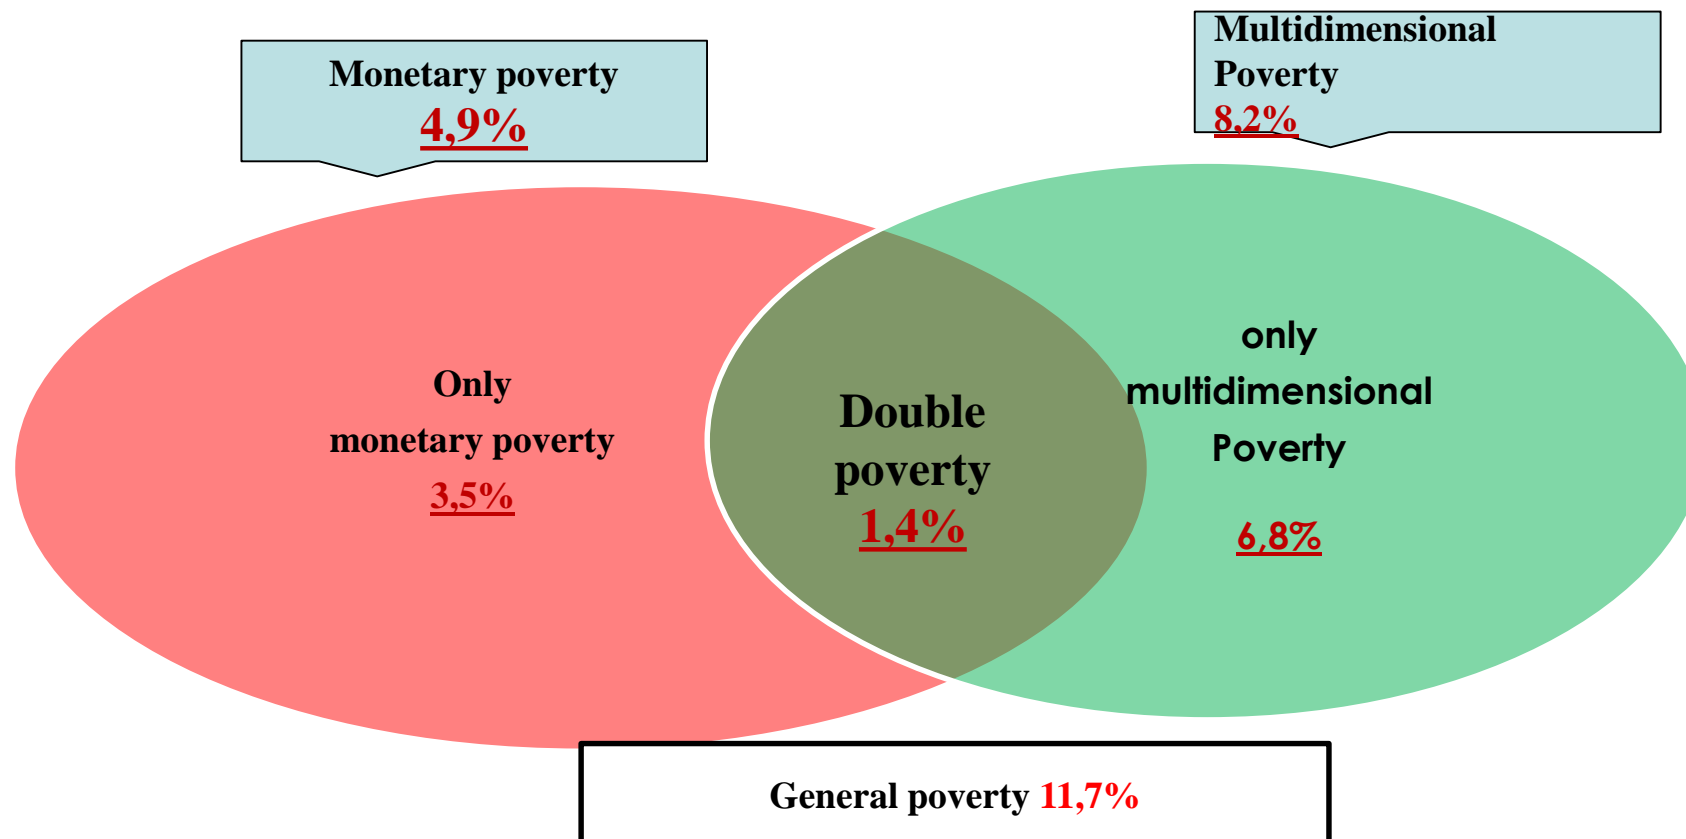 Monetary poverty
4,9%
Multidimensional
Poverty
8,2%
Only
monetary poverty
3,5%
Double
poverty
1,4%
only
multidimensional
Poverty
6,8%
General poverty 11,7%